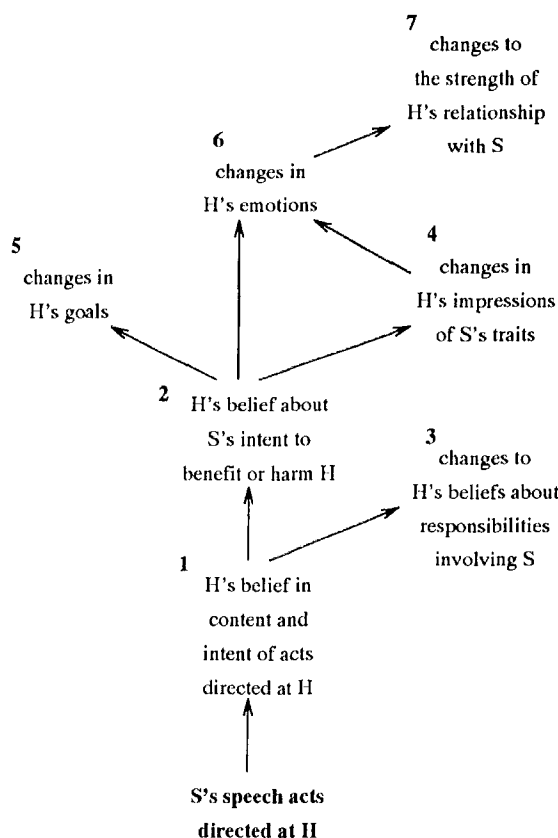 7
changes to
the strength of
H's relationship
with S
6
changes in
H's emotions
5
changes in
H's goals
4
changes in
H's impressions
of S's traits
2
H's belief about
S's intent to
benefit or harm H
3
changes to
H's beliefs about
responsibilities
involving S
1
H's belief in
content and
intent of acts
directed at H
S's speech acts
directed at H